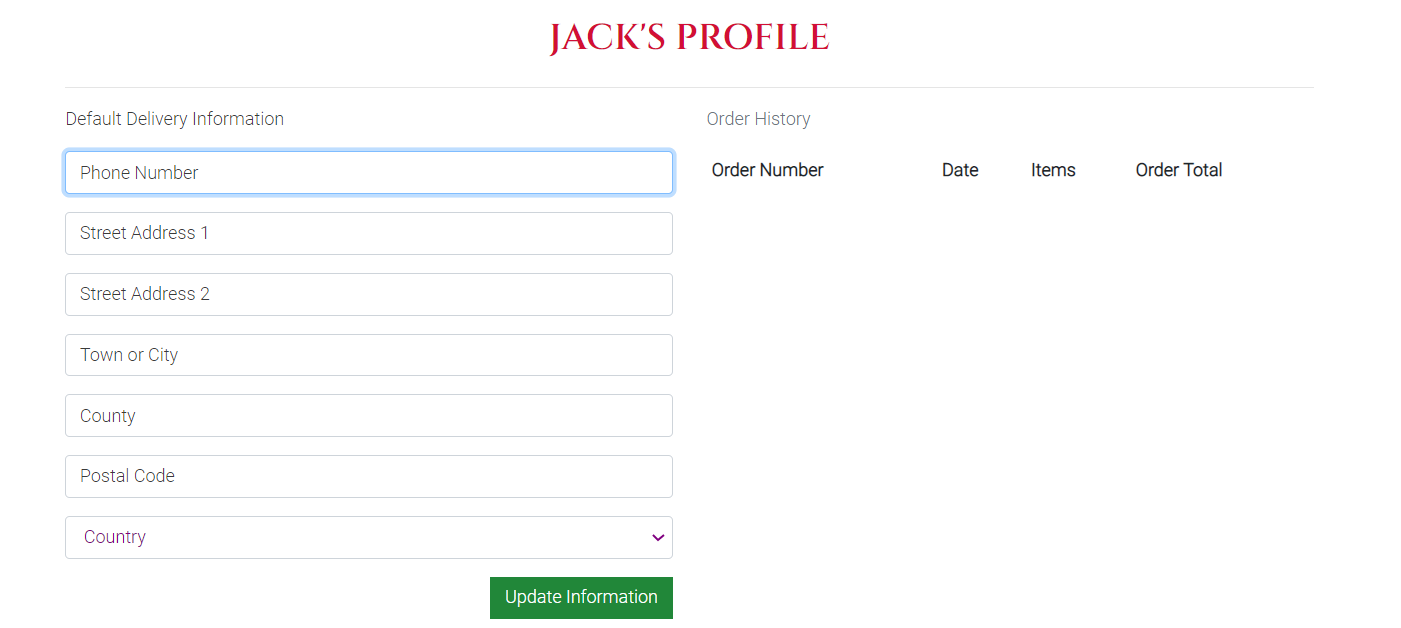 JACK'S PROFILE
Default Delivery Information
Phone Number
Street Address 1
Street Address 2
Town or City
County
Postal Code
Country
Update Information
Order History
Order Number Date Items Order Total